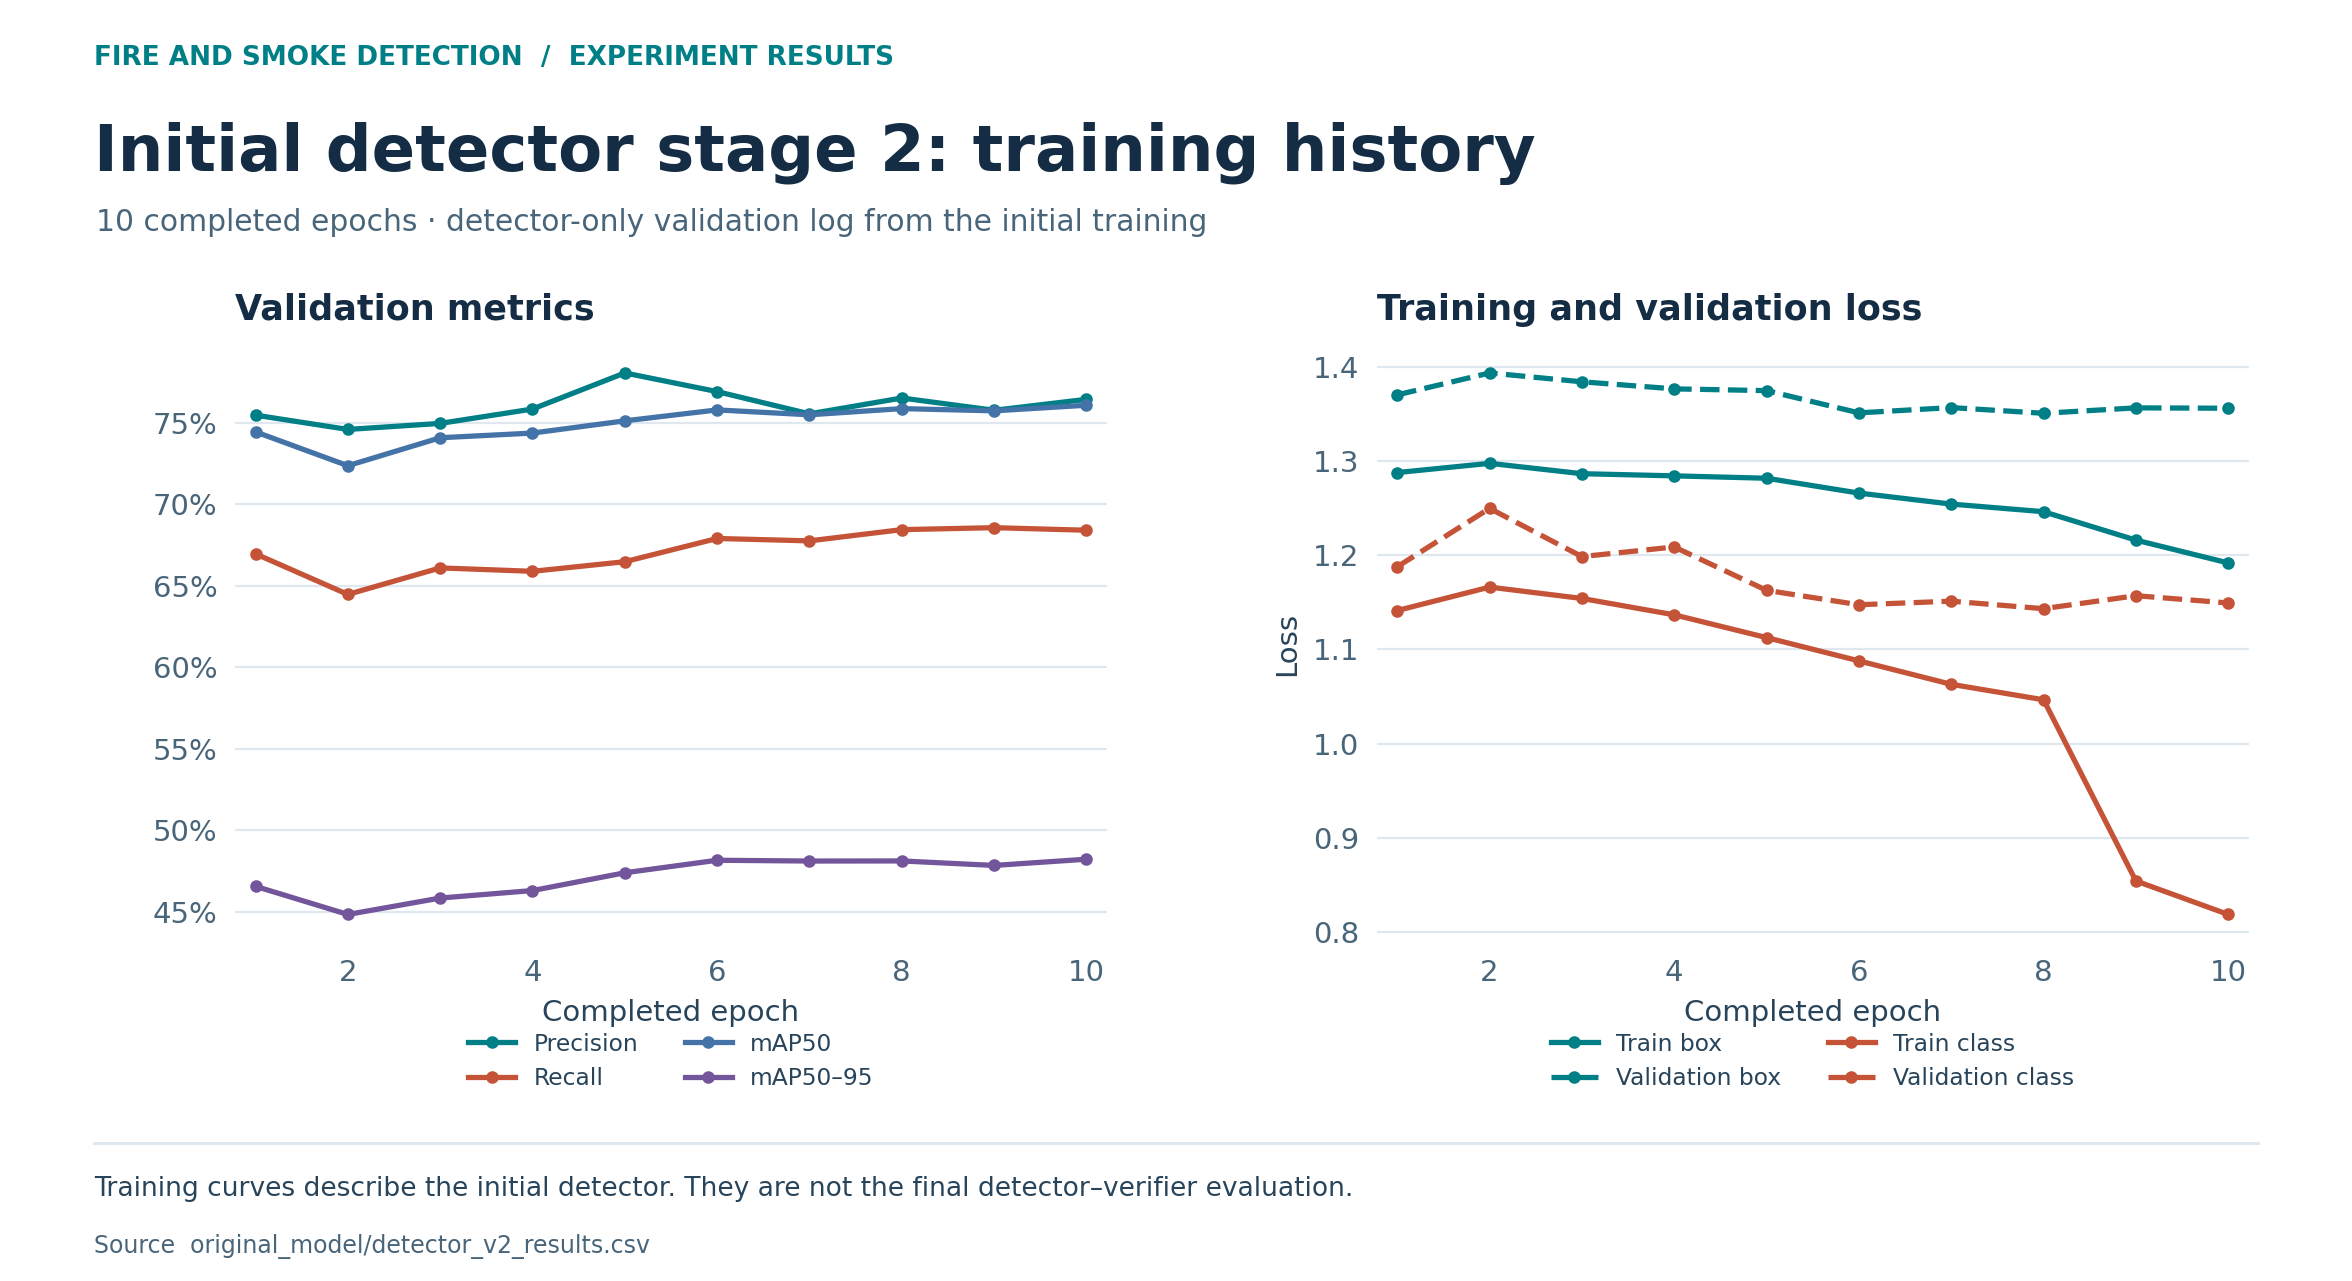 FIRE AND SMOKE DETECTION / EXPERIMENT RESULTS
Initial detector stage 2: training history
10 completed epochs · detector-only validation log from the initial training
Validation metrics
75%
70%
65%
60%
55%
50%
45%
2 4 6 8 10
Completed epoch
Precision mAP50
Recall mAP50–95
Training and validation loss
Loss
1.4
1.3
1.2
1.1
1.0
0.9
0.8
2 4 6 8 10
Completed epoch
Train box Train class
Validation box Validation class
Training curves describe the initial detector. They are not the final detector–verifier evaluation.
Source original_model/detector_v2_results.csv